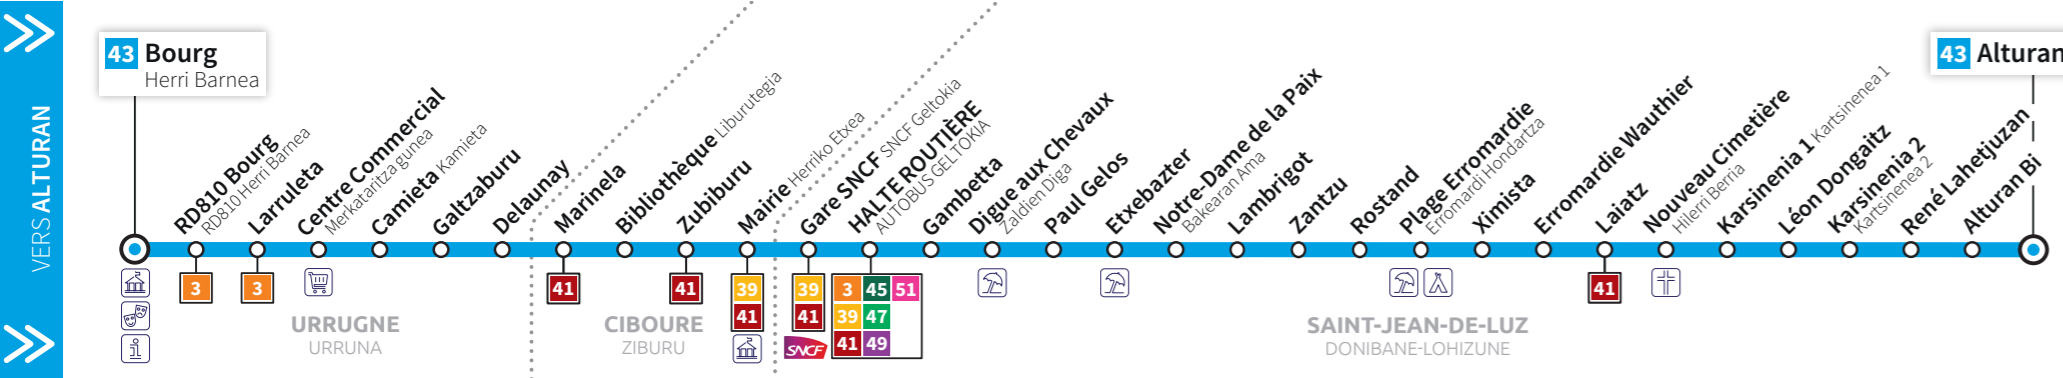 VERS ALTURAN
43 Bourg
Herri Barnea
RD810 Bourg
RD810 Herri Barnea
Larruleta
Centre Commercial
Merkataritza gunea
Camieta Kamieta
Galtzaburu
Delaunay
Marinela
Bibliothèque Liburutegia
Zubiburu
Mairie Herriko Etxea
Gare SNCF SNCF Geltokia
HALTE ROUTIÈRE
AUTOBUS GELTOKIA
Gambetta
Digue aux Chevaux
Zaldien Diga
Paul Gelos
Etxebazter
Notre-Dame de la Paix
Bakearan Ama
Lambrigot
Zantzu
Rostand
Plage Erromardie
Erromardi Hondartza
Ximista
Erromardie Wauthier
Laiatz
Nouveau Cimetière
Hilerri Berria
Karsinenia 1 Kartsinenea 1
Léon Dongaitz
Karsinenia 2
Kartsinenea 2
René Lahetjuzan
Alturan Bi
43 Alturan
3
3
41
41
39
41
39
41
SNCF
3 45 51
39 47
41 49
41
URRUGNE
URRUNA
CIBOURE
ZIBURU
SAINT-JEAN-DE-LUZ
DONIBANE-LOHIZUNE